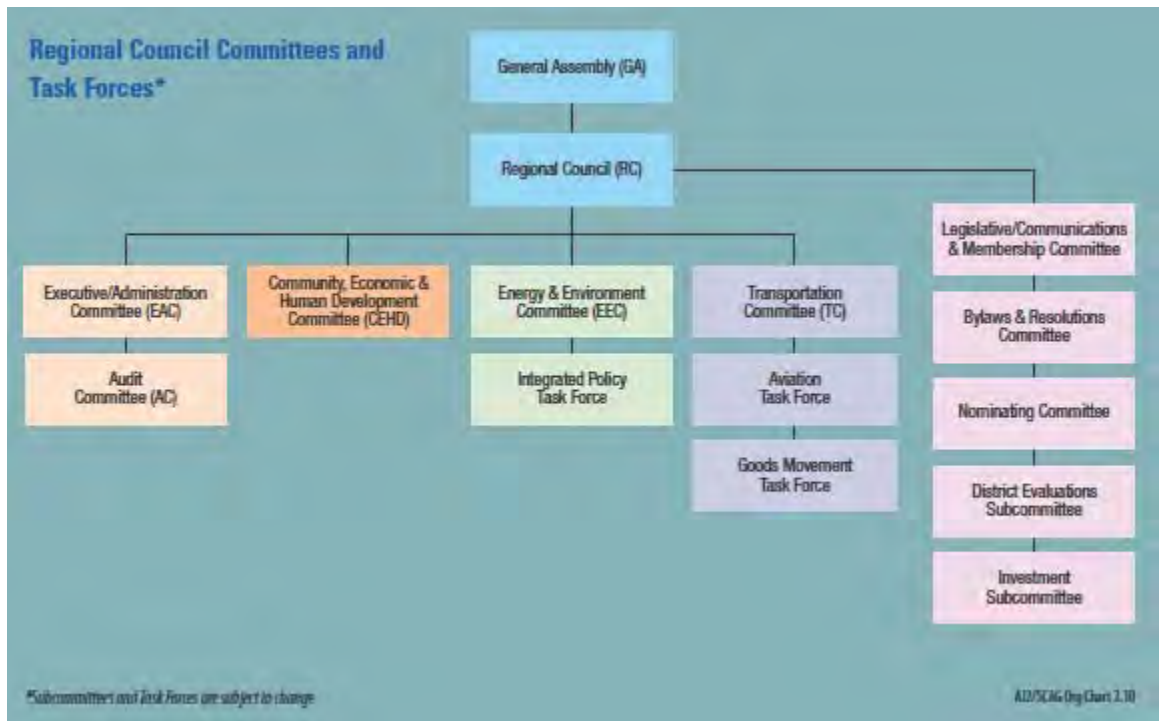 Regional Council Committees and
Task Forces*
General Assembly (GA)
Regional Council (RC)
Legislative/Communications
& Membership Committee
Executive/Administration
Committee (EAC)
Community, Economic &
Human Development
Committee (CEHD)
Energy & Environment
Committee (EEC)
Transportation
Committee (TC)
Bylaws & Resolutions
Committee
Audit
Committee (AC)
Integrated Policy
Task Force
Aviation
Task Force
Nominating Committee
Goods Movement
Task Force
District Evaluations
Subcommittee
Investment
Subcommittee
*Subcommittees and Task Forces are subject to change
SCAG Org Chart 2.10